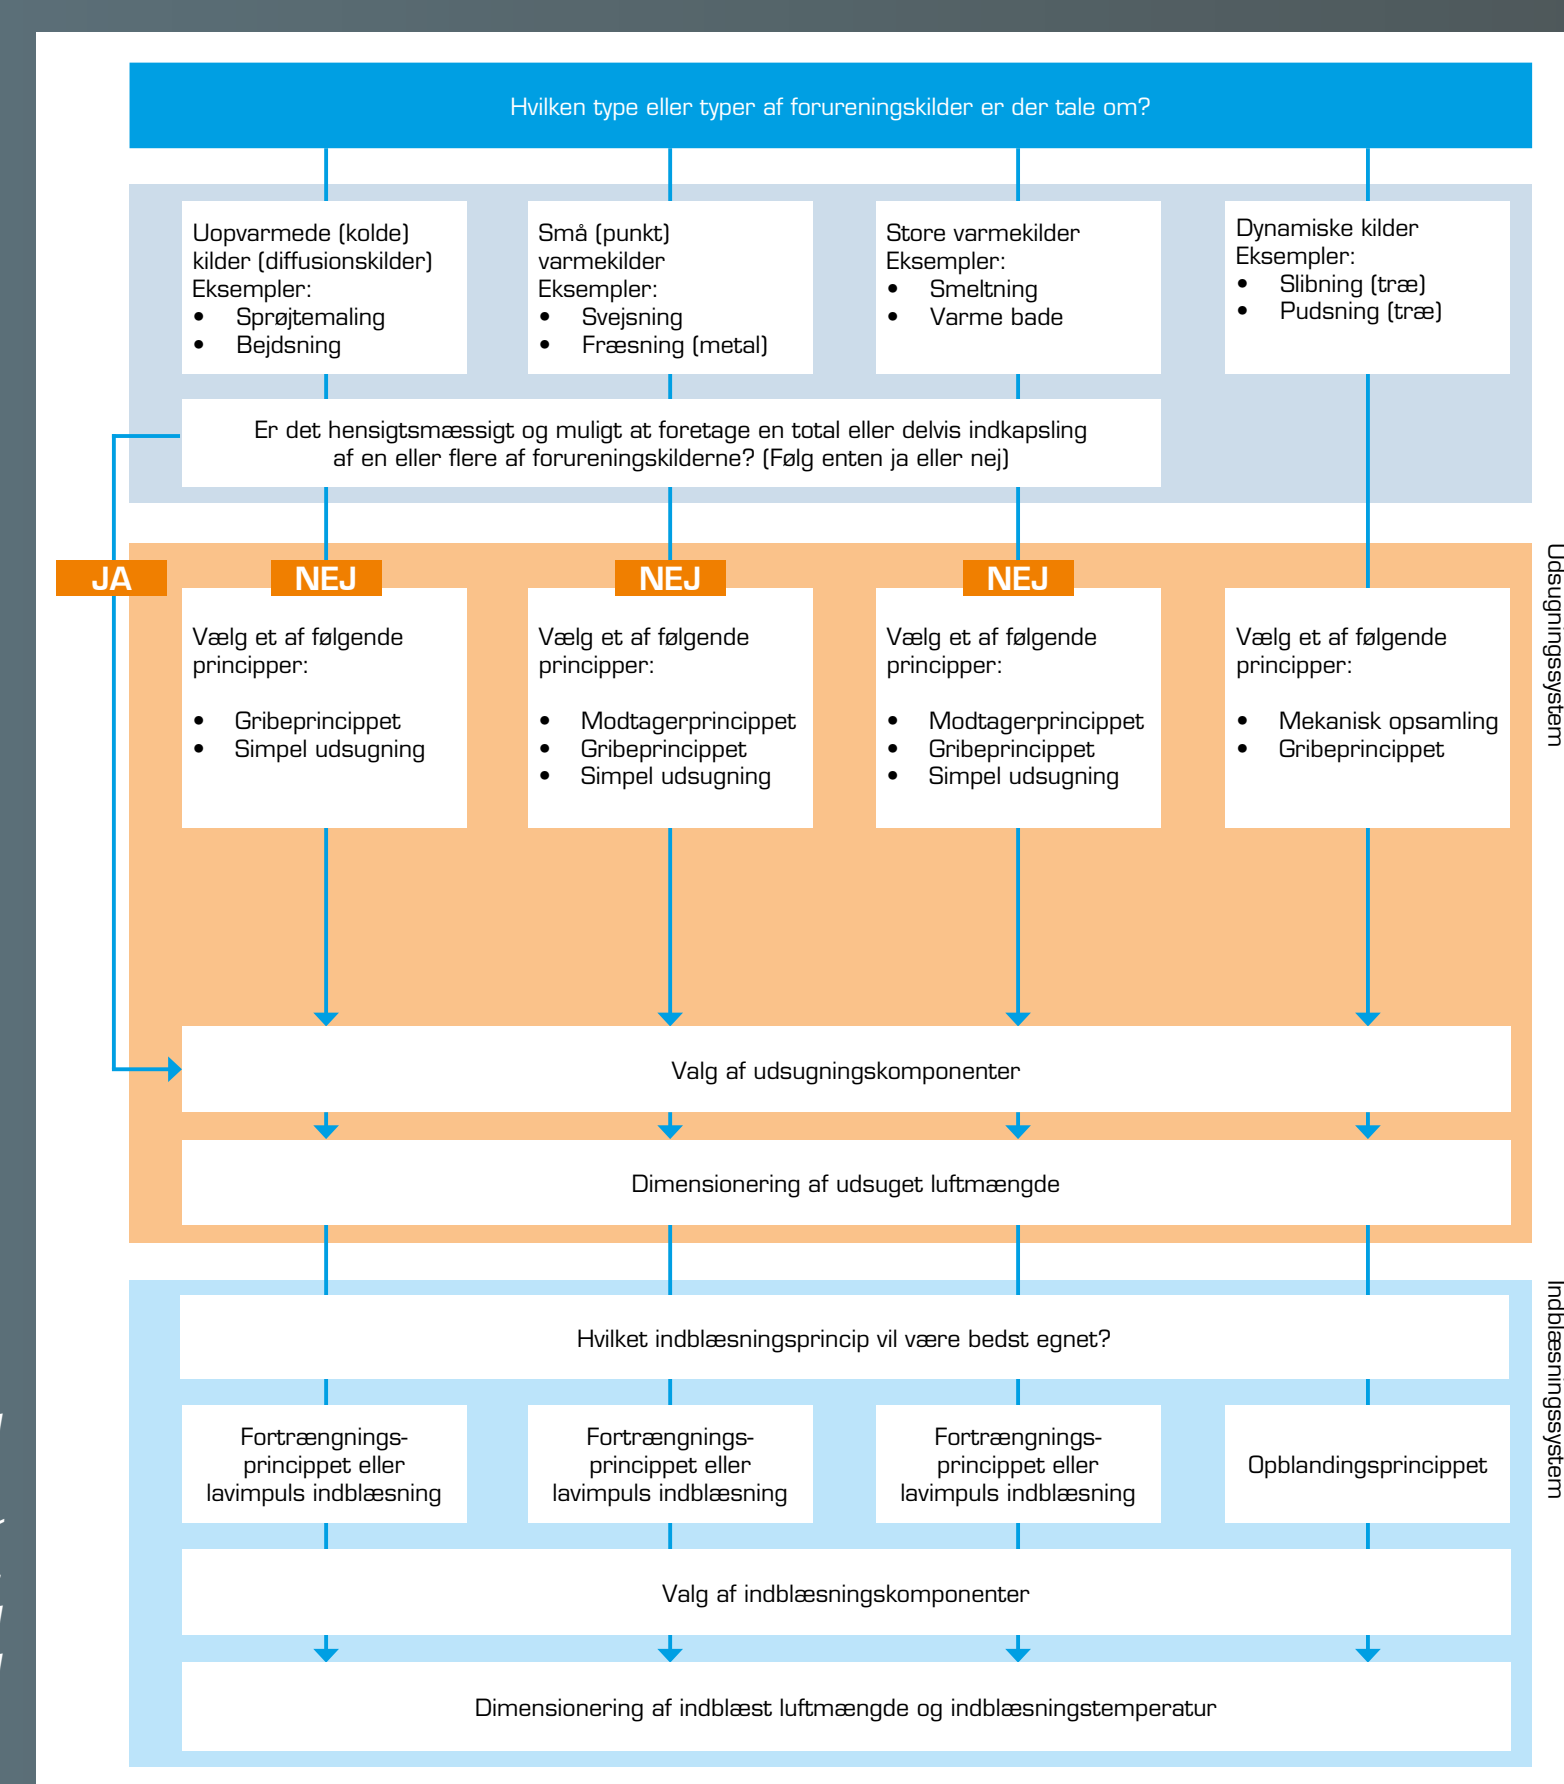 Hvilken type eller typer af forureningskilder er der tale om?
Uopvarmede (kolde)
kilder (diffusionskilder)
Eksempler:
• Sprøjtemaling
• Bejdsning
Små (punkt)
varmekilder
Eksempler:
• Svejsning
• Fræsning (metal)
Store varmekilder
Eksempler:
• Smeltning
• Varme bade
Dynamiske kilder
Eksempler:
• Slibning (træ)
• Pudsning (træ)
Er det hensigtsmæssigt og muligt at foretage en total eller delvis indkapsling
af en eller flere af forureningskilderne? (Følg enten ja eller nej)
JA
NEJ
NEJ
NEJ
Vælg et af følgende
principper:
• Gribeprincippet
• Simpel udsugning
Vælg et af følgende
principper:
• Modtagerprincippet
• Gribeprincippet
• Simpel udsugning
Vælg et af følgende
principper:
• Modtagerprincippet
• Gribeprincippet
• Simpel udsugning
Vælg et af følgende
principper:
• Mekanisk opsamling
• Gribeprincippet
Udsugningssystem
Valg af udsugningskomponenter
Dimensionering af udsuget luftmængde
Hvilket indblæsningsprincip vil være bedst egnet?
Fortrængnings-
princippet eller
lavimpuls indblæsning
Fortrængnings-
princippet eller
lavimpuls indblæsning
Fortrængnings-
princippet eller
lavimpuls indblæsning
Opblandingsprincippet
Indblæsningssystem
Valg af indblæsningskomponenter
Dimensionering af indblæst luftmængde og indblæsningstemperatur